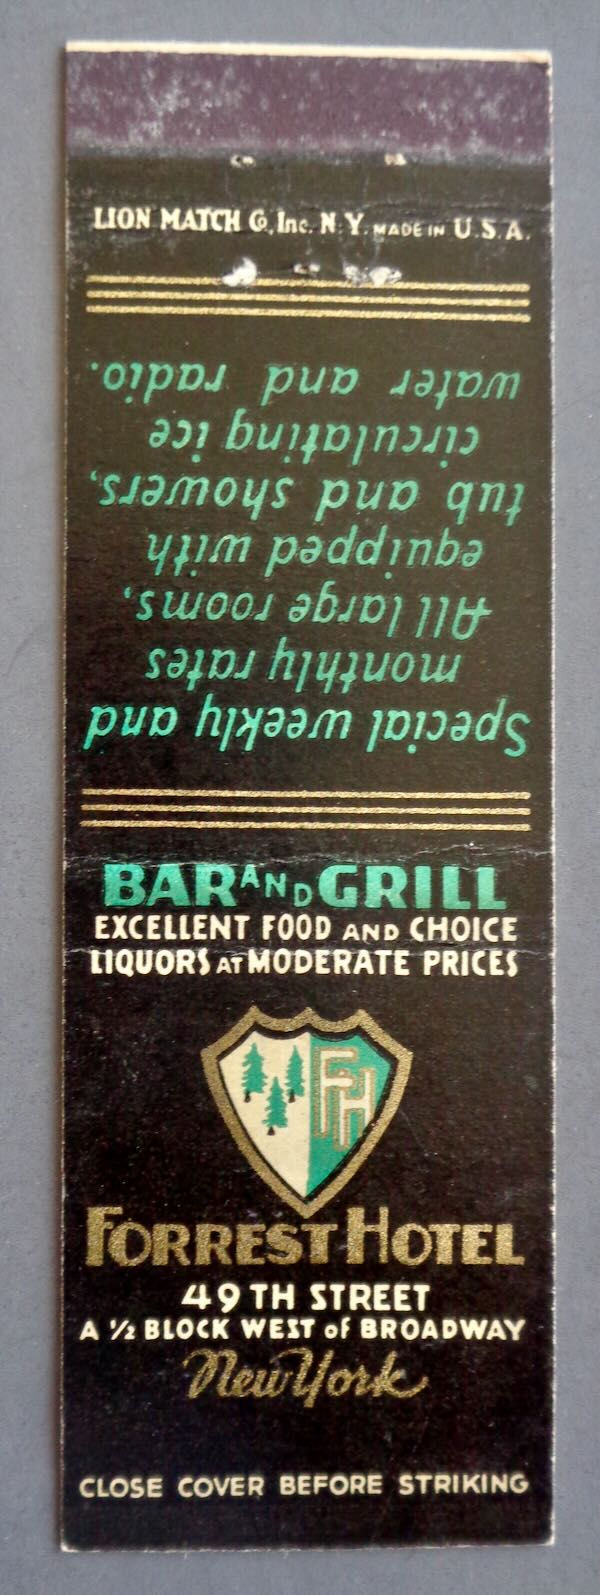 LION MATCH Co., Inc. N.Y. MADE IN U.S.A.
Special weekly and
monthly rates
All large rooms,
equipped with
tub and showers,
circulating ice
water and radio.
BAR AND GRILL
EXCELLENT FOOD AND CHOICE
LIQUORS AT MODERATE PRICES
FH
FORREST HOTEL
49TH STREET
A 1/2 BLOCK WEST of BROADWAY
New York
CLOSE COVER BEFORE STRIKING